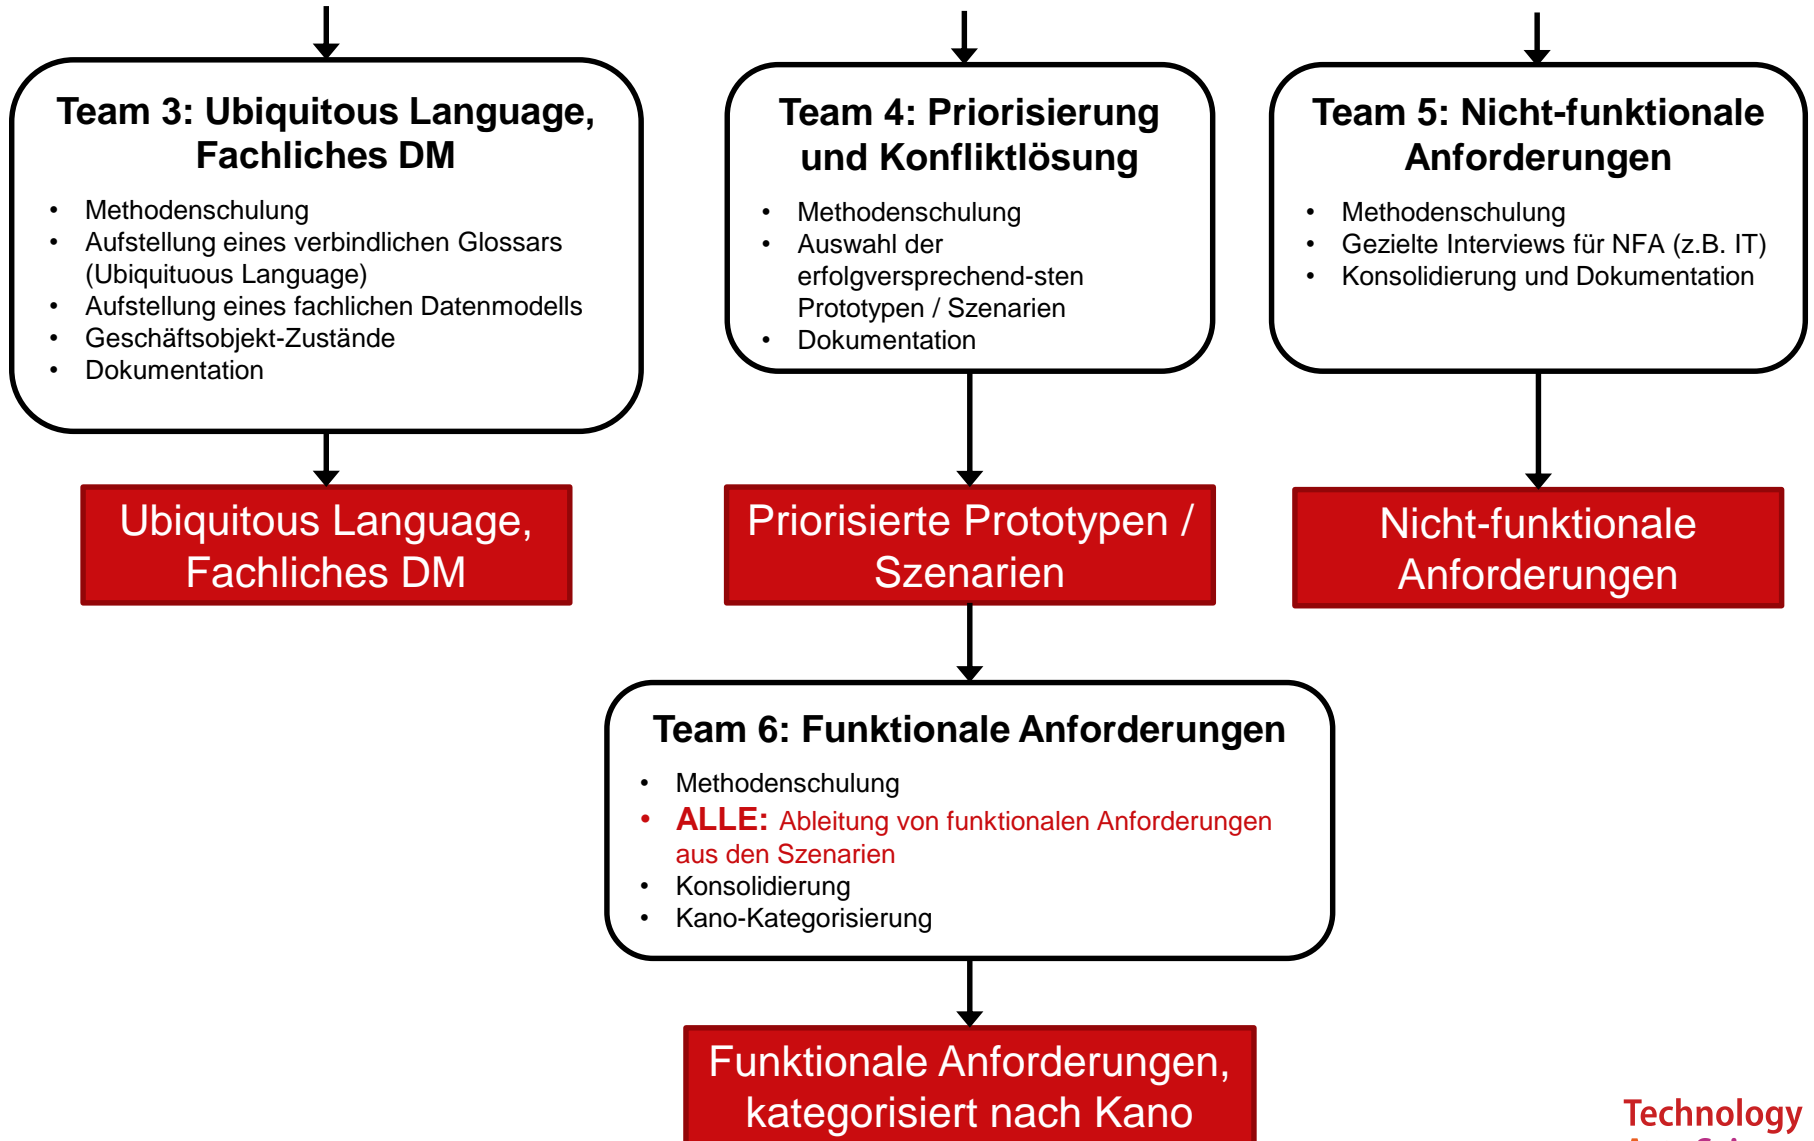 Team 3: Ubiquitous Language,
Fachliches DM
• Methodenschulung
• Aufstellung eines verbindlichen Glossars
(Ubiquituous Language)
• Aufstellung eines fachlichen Datenmodells
• Geschäftsobjekt-Zustände
• Dokumentation
Team 4: Priorisierung
und Konfliktlösung
• Methodenschulung
• Auswahl der
erfolgversprechend-sten
Prototypen / Szenarien
• Dokumentation
Team 5: Nicht-funktionale
Anforderungen
• Methodenschulung
• Gezielte Interviews für NFA (z.B. IT)
• Konsolidierung und Dokumentation
Ubiquitous Language,
Fachliches DM
Priorisierte Prototypen /
Szenarien
Nicht-funktionale
Anforderungen
Team 6: Funktionale Anforderungen
• Methodenschulung
• ALLE: Ableitung von funktionalen Anforderungen
aus den Szenarien
• Konsolidierung
• Kano-Kategorisierung
Funktionale Anforderungen,
kategorisiert nach Kano
Technology